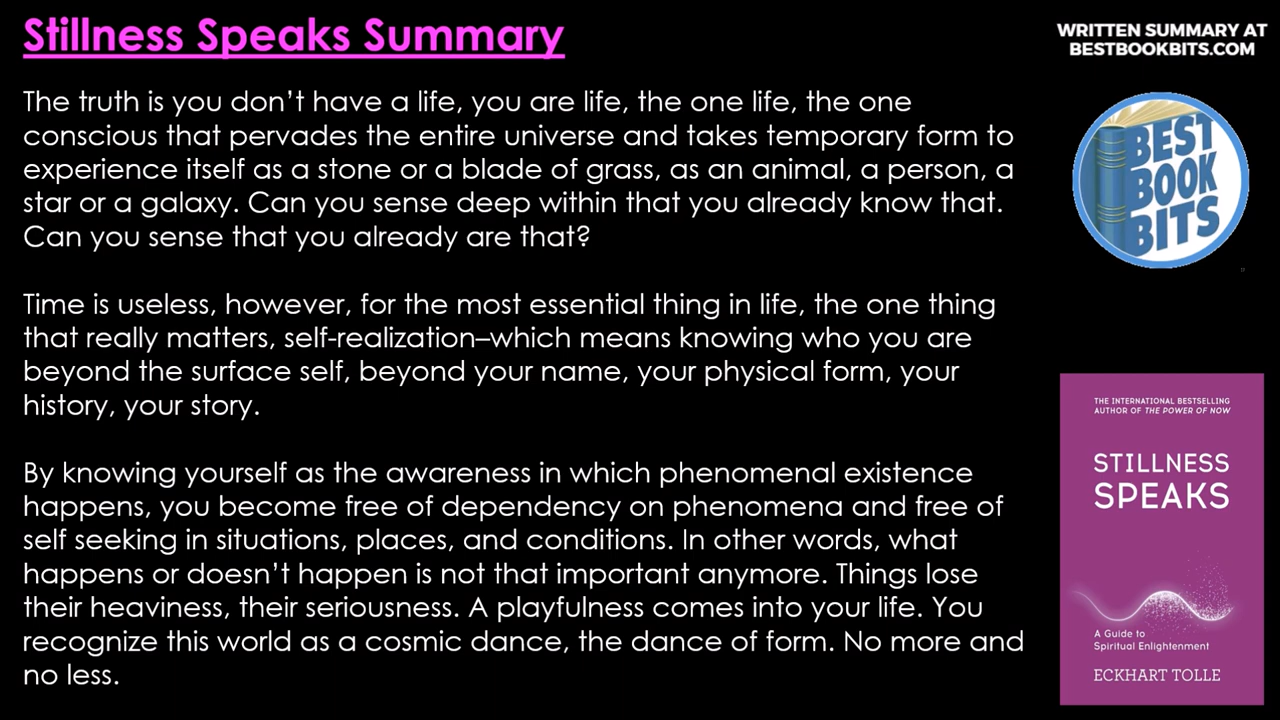 Stillness Speaks Summary
The truth is you don't have a life, you are life, the one life, the one
conscious that pervades the entire universe and takes temporary form to
experience itself as a stone or a blade of grass, as an animal, a person, a
star or a galaxy. Can you sense deep within that you already know that.
Can you sense that you already are that?
Time is useless, however, for the most essential thing in life, the one thing
that really matters, self-realization–which means knowing who you are
beyond the surface self, beyond your name, your physical form, your
history, your story.
By knowing yourself as the awareness in which phenomenal existence
happens, you become free of dependency on phenomena and free of
self seeking in situations, places, and conditions. In other words, what
happens or doesn't happen is not that important anymore. Things lose
their heaviness, their seriousness. A playfulness comes into your life. You
recognize this world as a cosmic dance, the dance of form. No more and
no less.
WRITTEN SUMMARY AT
BESTBOOKBITS.COM
BEST
BOOK
BITS
THE INTERNATIONAL BESTSELLING
AUTHOR OF THE POWER OF NOW
STILLNESS
SPEAKS
A Guide to
Spiritual Enlightenment
ECKHART TOLLE